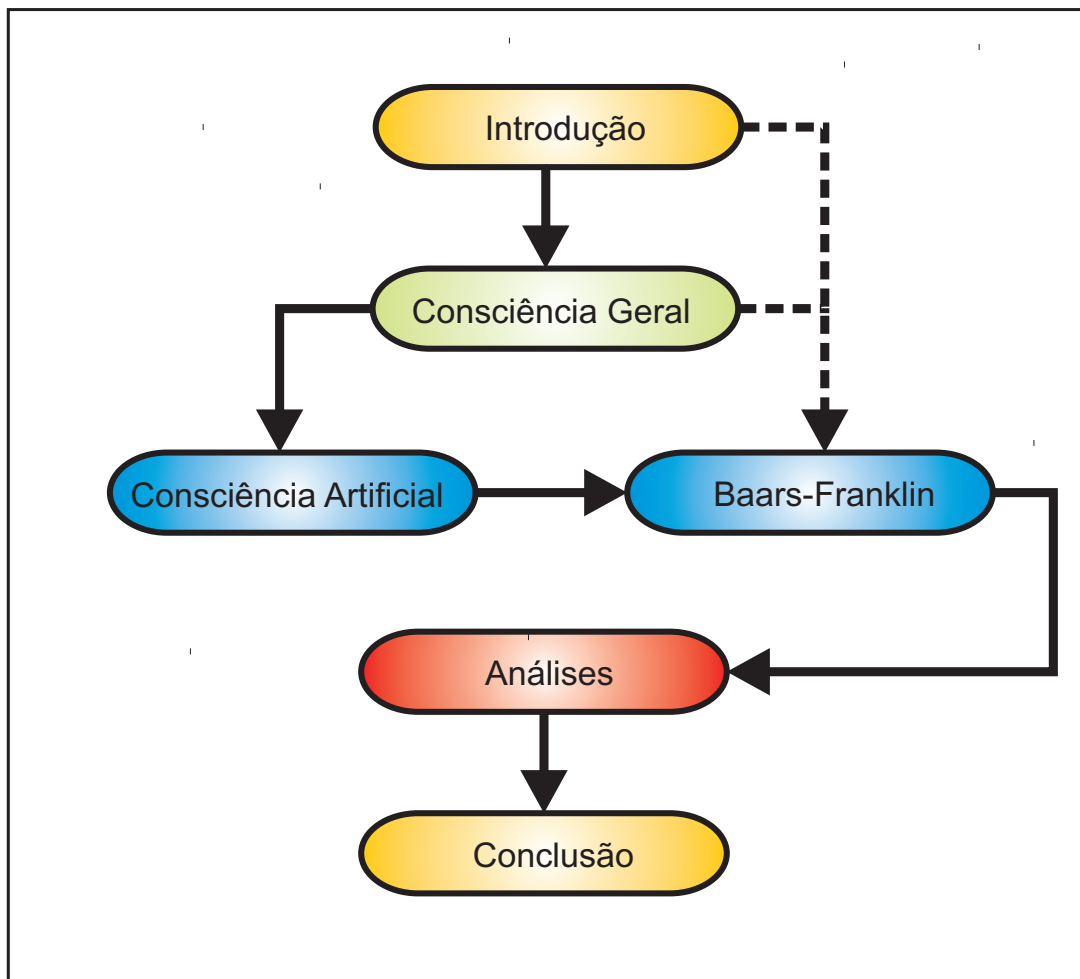 Introdução
Consciência Geral
Consciência Artificial
Baars-Franklin
Análises
Conclusão